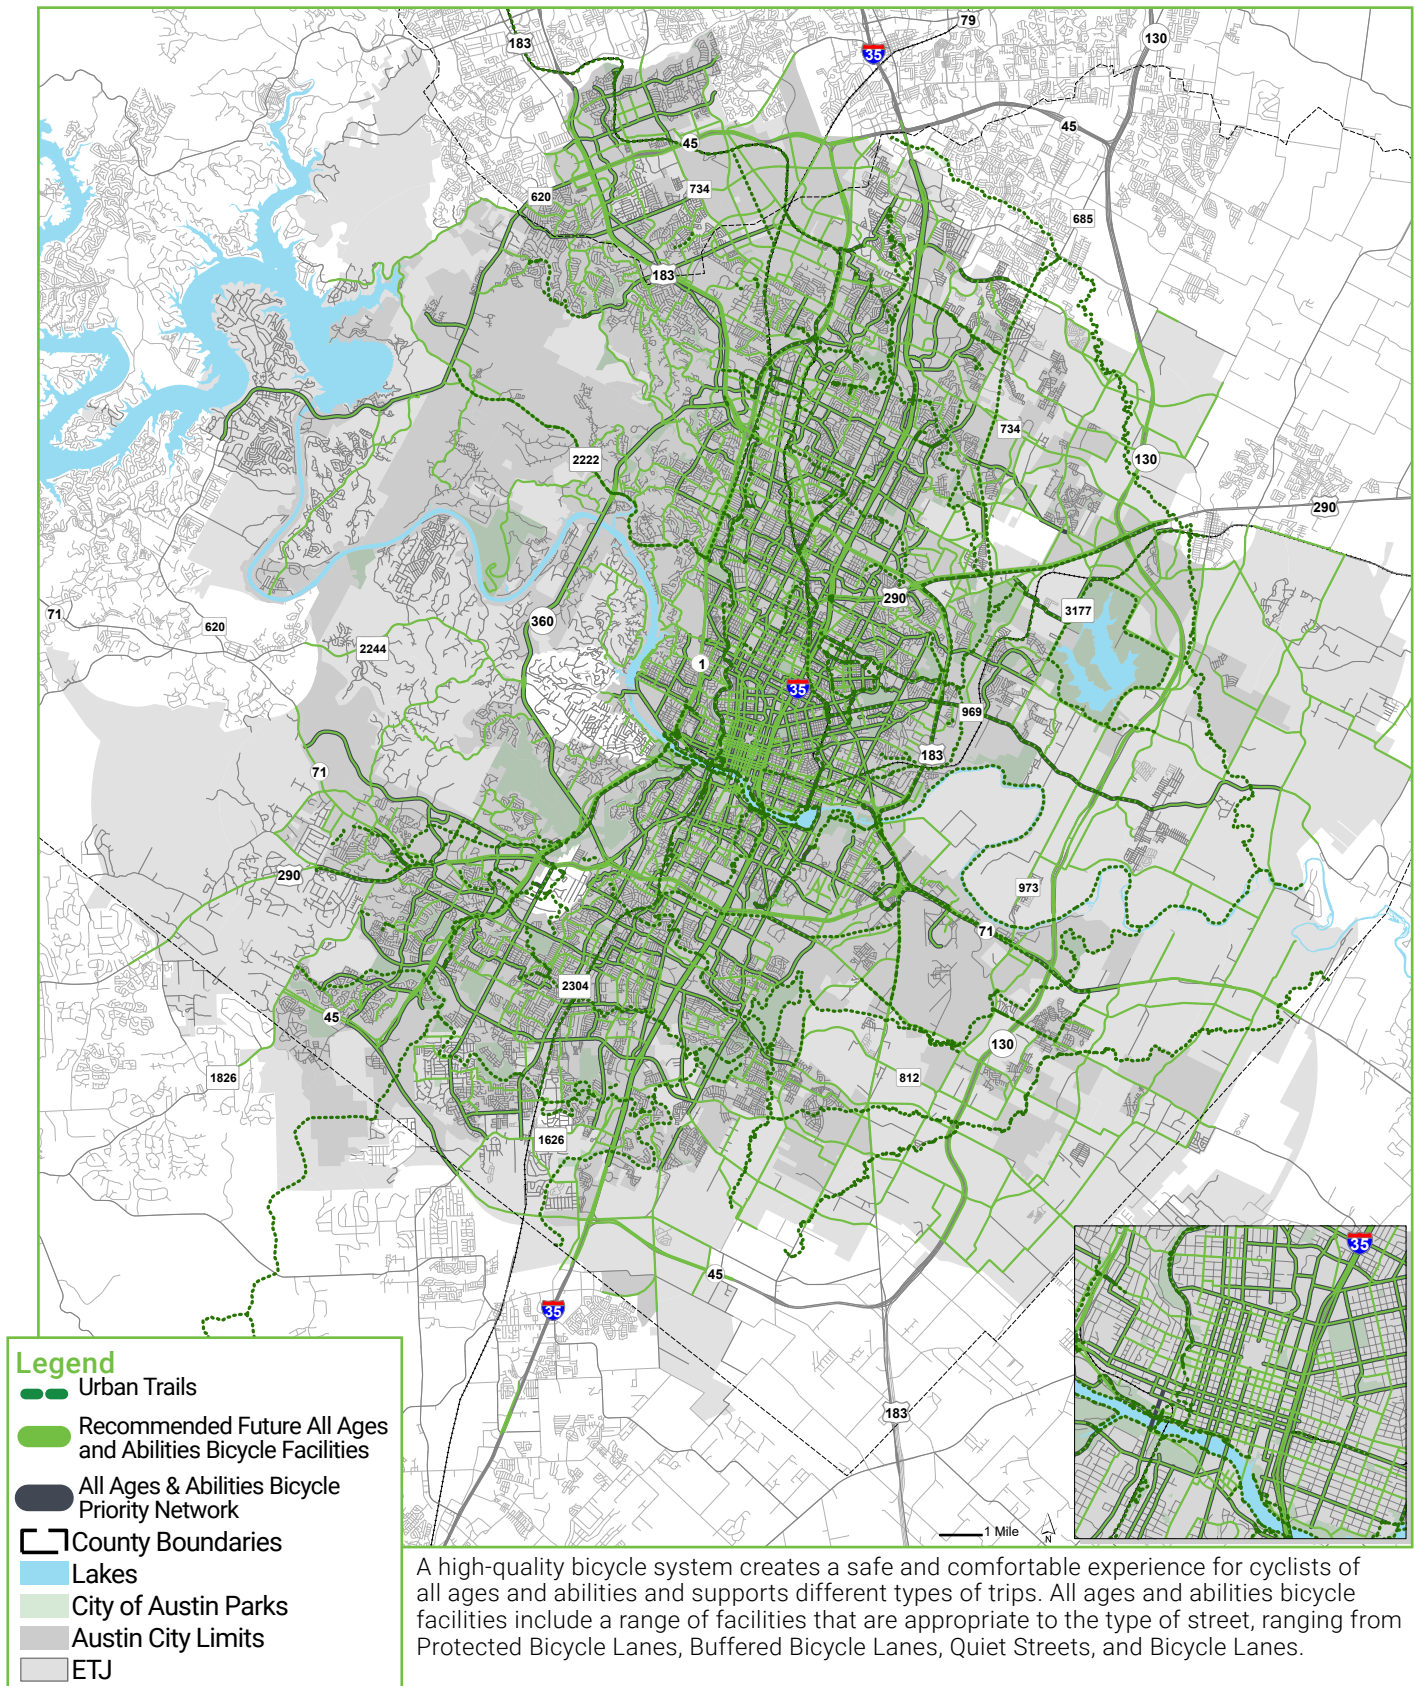 183
35
79
130
45
45
620
734
685
183
734
2222
130
290
71
620
2244
360
290
3177
1
35
969
183
71
290
973
71
2304
45
130
1826
812
1626
45
35
35
183
1 Mile
N
Legend
Urban Trails
Recommended Future All Ages
and Abilities Bicycle Facilities
All Ages & Abilities Bicycle
Priority Network
County Boundaries
Lakes
City of Austin Parks
Austin City Limits
ETJ
A high-quality bicycle system creates a safe and comfortable experience for cyclists of
all ages and abilities and supports different types of trips. All ages and abilities bicycle
facilities include a range of facilities that are appropriate to the type of street, ranging from
Protected Bicycle Lanes, Buffered Bicycle Lanes, Quiet Streets, and Bicycle Lanes.